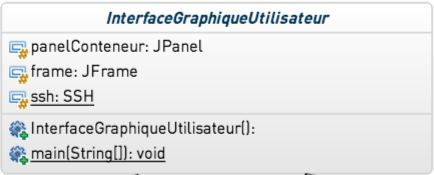 InterfaceGraphiqueUtilisateur
panelConteneur: JPanel
frame: JFrame
ssh: SSH
InterfaceGraphiqueUtilisateur():
main(String[]): void